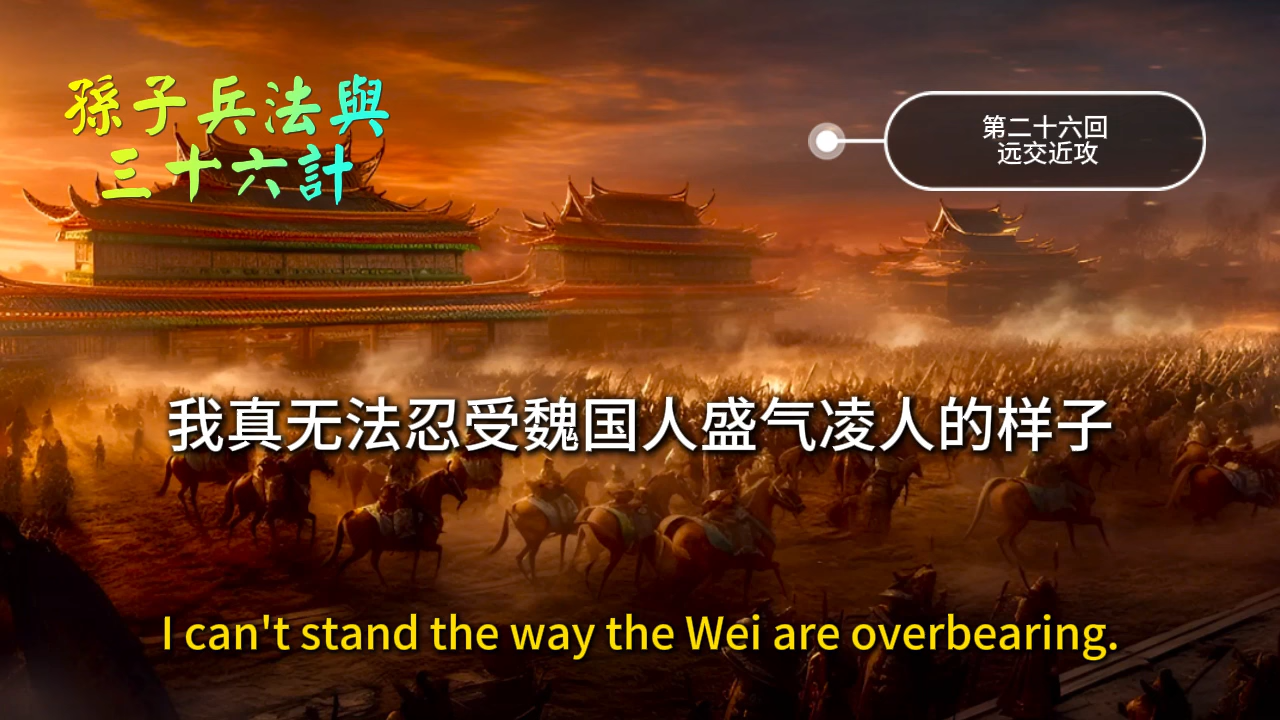 孫子兵法與
三十六計
第二十六回
远交近攻
我真无法忍受魏国人盛气凌人的样子
I can't stand the way the Wei are overbearing.